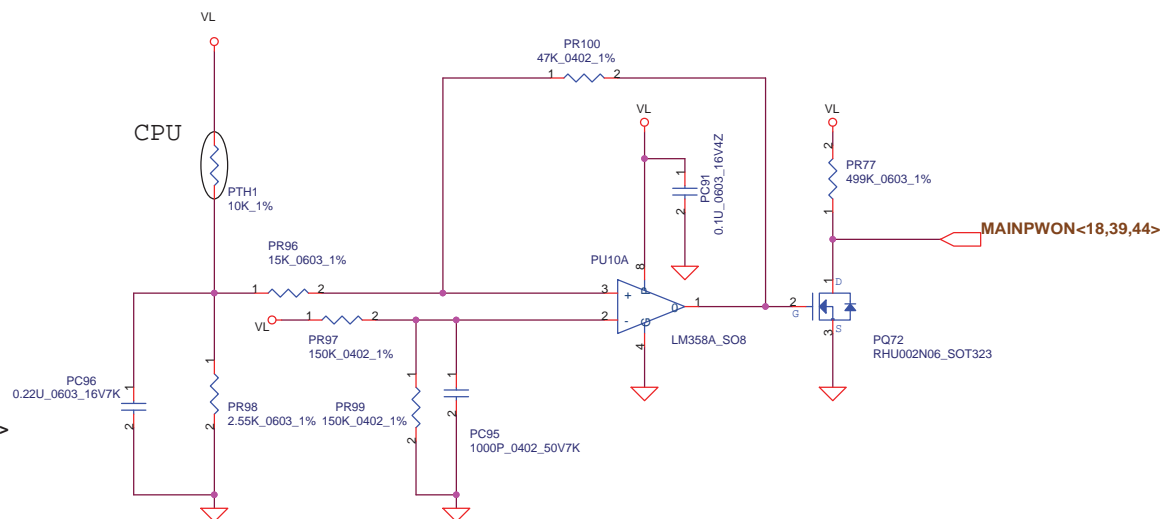 VL
PR100
47K_0402_1%
1
2
CPU
PTH1
10K_1%
VL
PC91
0.1U_0603_16V4Z
1
2
VL
2
PR77
499K_0603_1%
1
MAINPWON<18,39,44>
PR96
15K_0603_1%
1
2
PU10A
8
3
+
P
2
-
G
0
1
4
LM358A_SO8
VL
1
2
PR97
150K_0402_1%
1
D
2
G
S
3
PQ72
RHU002N06_SOT323
PC96
0.22U_0603_16V7K
1
2
1
PR98
2.55K_0603_1%
2
1
PR99
150K_0402_1%
2
1
2
PC95
1000P_0402_50V7K
>